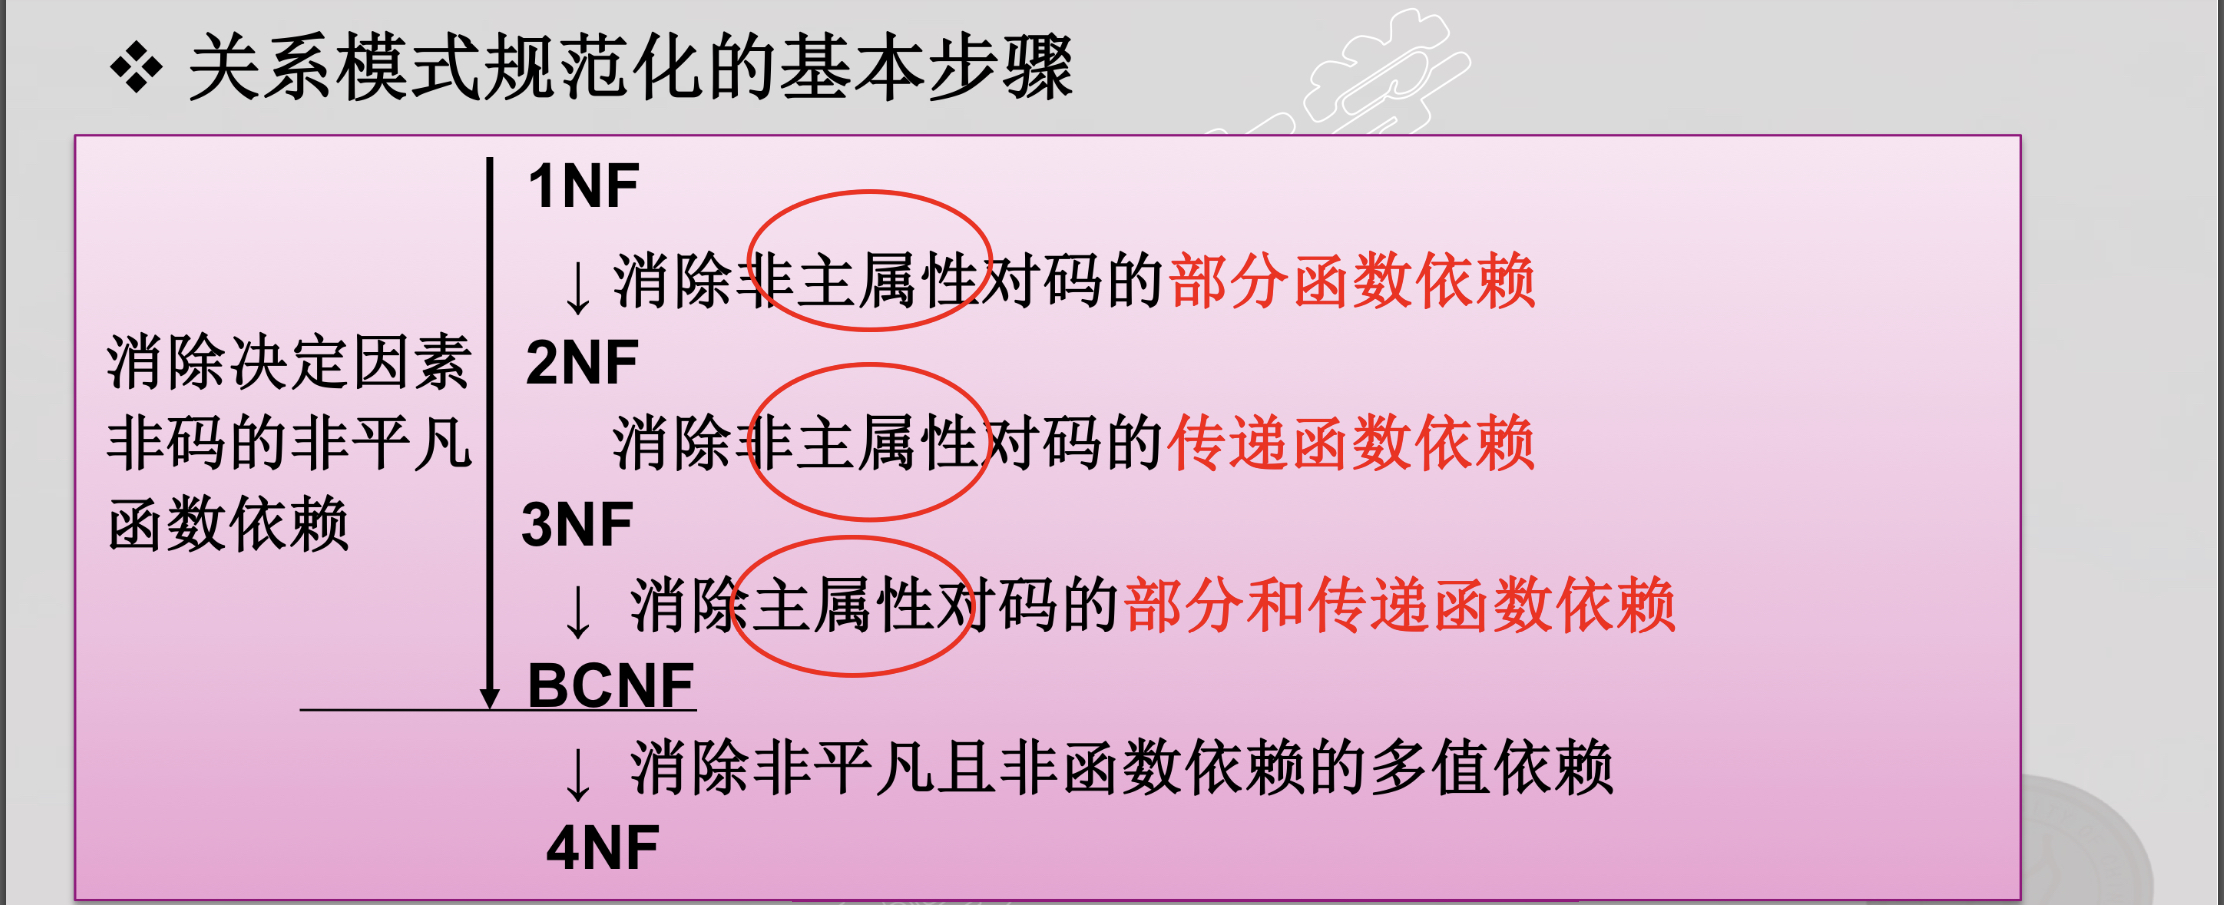 ❖ 关系模式规范化的基本步骤
1NF
↓消除非主属性对码的部分函数依赖
2NF
消除非主属性对码的传递函数依赖
3NF
↓ 消除主属性对码的部分和传递函数依赖
BCNF
↓ 消除非平凡且非函数依赖的多值依赖
4NF
消除决定因素
非码的非平凡
函数依赖